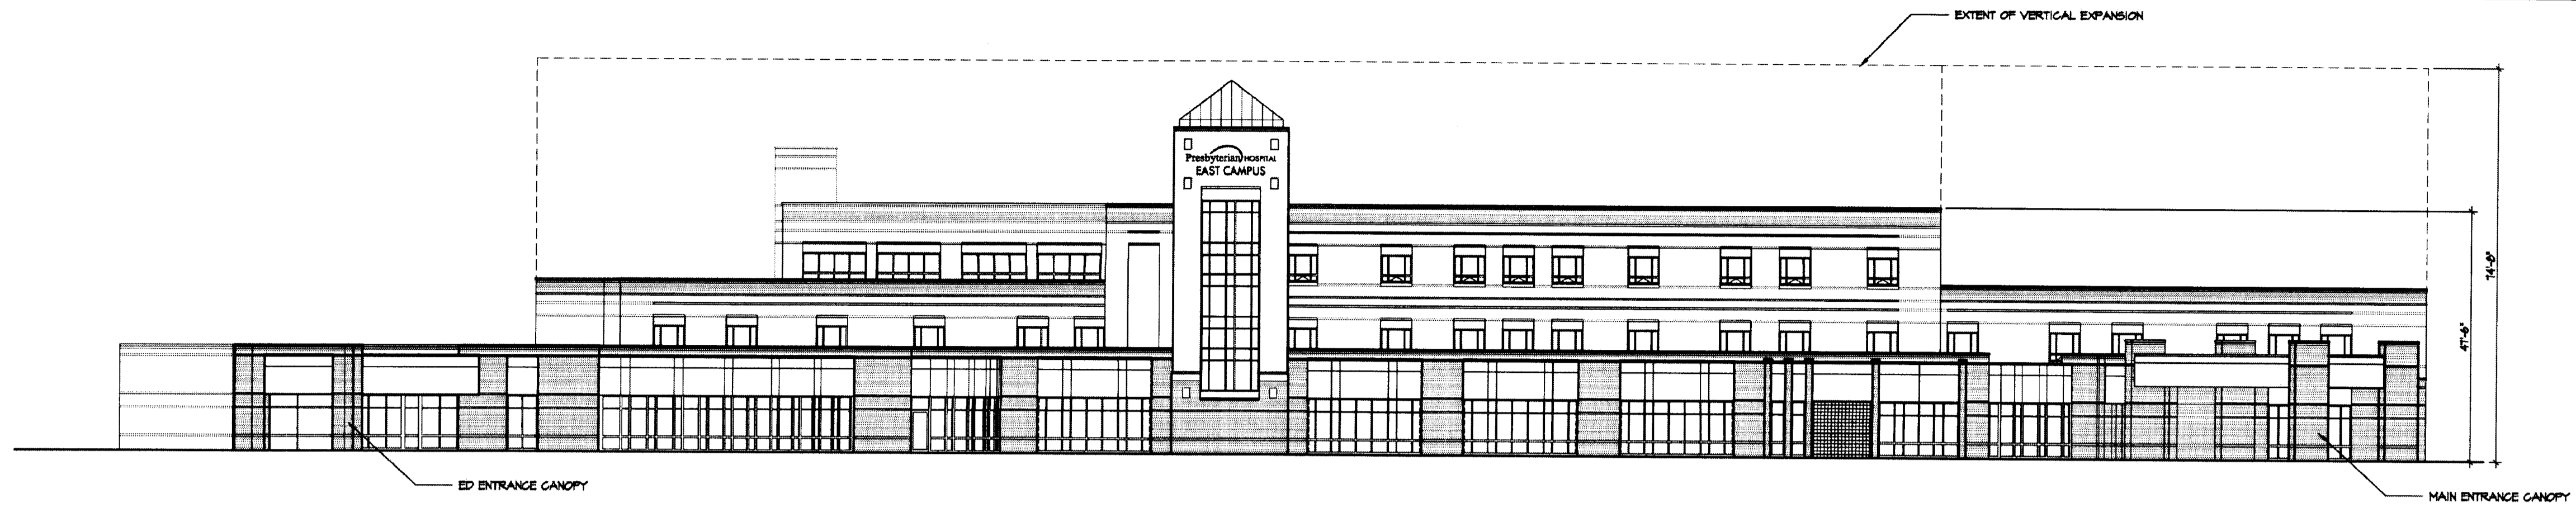 EXTENT OF VERTICAL EXPANSION
Presbyterian HOSPITAL
EAST CAMPUS
74'-8"
47'-6"
ED ENTRANCE CANOPY
MAIN ENTRANCE CANOPY